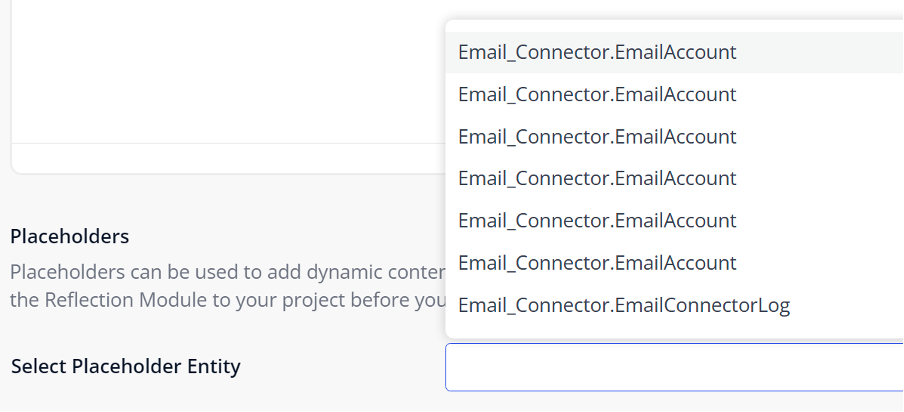 Email_Connector.EmailAccount
Email_Connector.EmailAccount
Email_Connector.EmailAccount
Email_Connector.EmailAccount
Email_Connector.EmailAccount
Email_Connector.EmailAccount
Email_Connector.EmailConnectorLog
Placeholders
Placeholders can be used to add dynamic conter
the Reflection Module to your project before you
Select Placeholder Entity